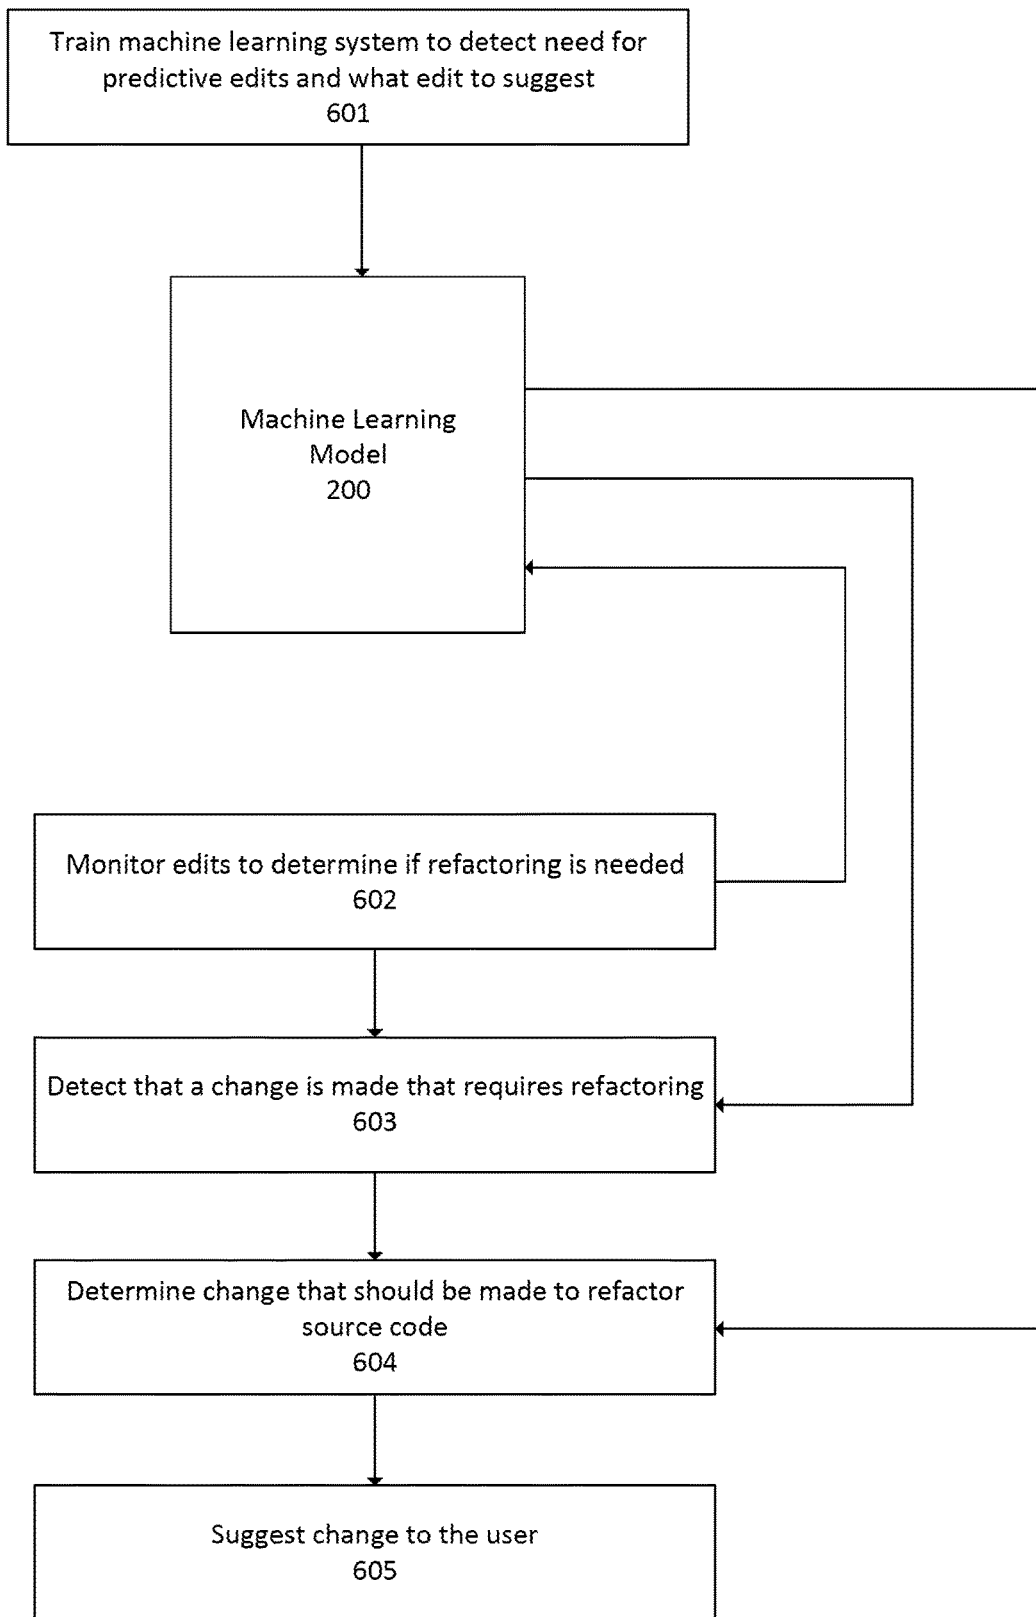 Train machine learning system to detect need for
predictive edits and what edit to suggest
601
Machine Learning
Model
200
Monitor edits to determine if refactoring is needed
602
Detect that a change is made that requires refactoring
603
Determine change that should be made to refactor
source code
604
Suggest change to the user
605